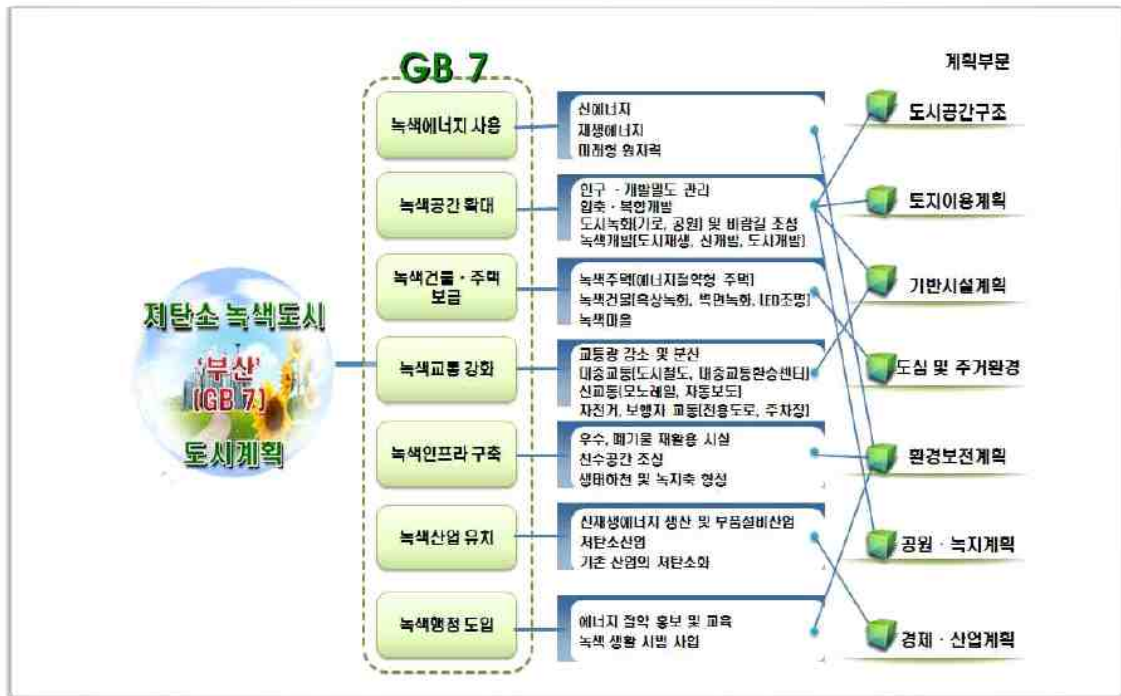 GB 7
계획부문
저탄소 녹색도시
'부산'
(GB 7)
도시계획
녹색에너지 사용
신에너지
재생에너지
미래형 원자력
녹색공간 확대
인구 · 개발밀도 관리
압축 · 복합개발
도시녹화(가로, 공원) 및 바람길 조성
녹색개발(도시재생, 신개발, 도시개발)
녹색건물 · 주택
보급
녹색주택(에너지절약형 주택)
녹색건물(옥상녹화, 벽면녹화, LED조명)
녹색마을
녹색교통 강화
교통량 감소 및 분산
대중교통(도시철도, 대중교통환승센터)
신교통(모노레일, 자동보도)
자전거, 보행자 교통(전용도로, 주차장)
녹색인프라 구축
우수, 폐기물 재활용 시설
친수공간 조성
생태하천 및 녹지축 형성
녹색산업 유치
신재생에너지 생산 및 부품설비산업
저탄소산업
기존 산업의 저탄소화
녹색행정 도입
에너지 절약 홍보 및 교육
녹색 생활 시범 사업
도시공간구조
토지이용계획
기반시설계획
도심 및 주거환경
환경보전계획
공원 · 녹지계획
경제 · 산업계획